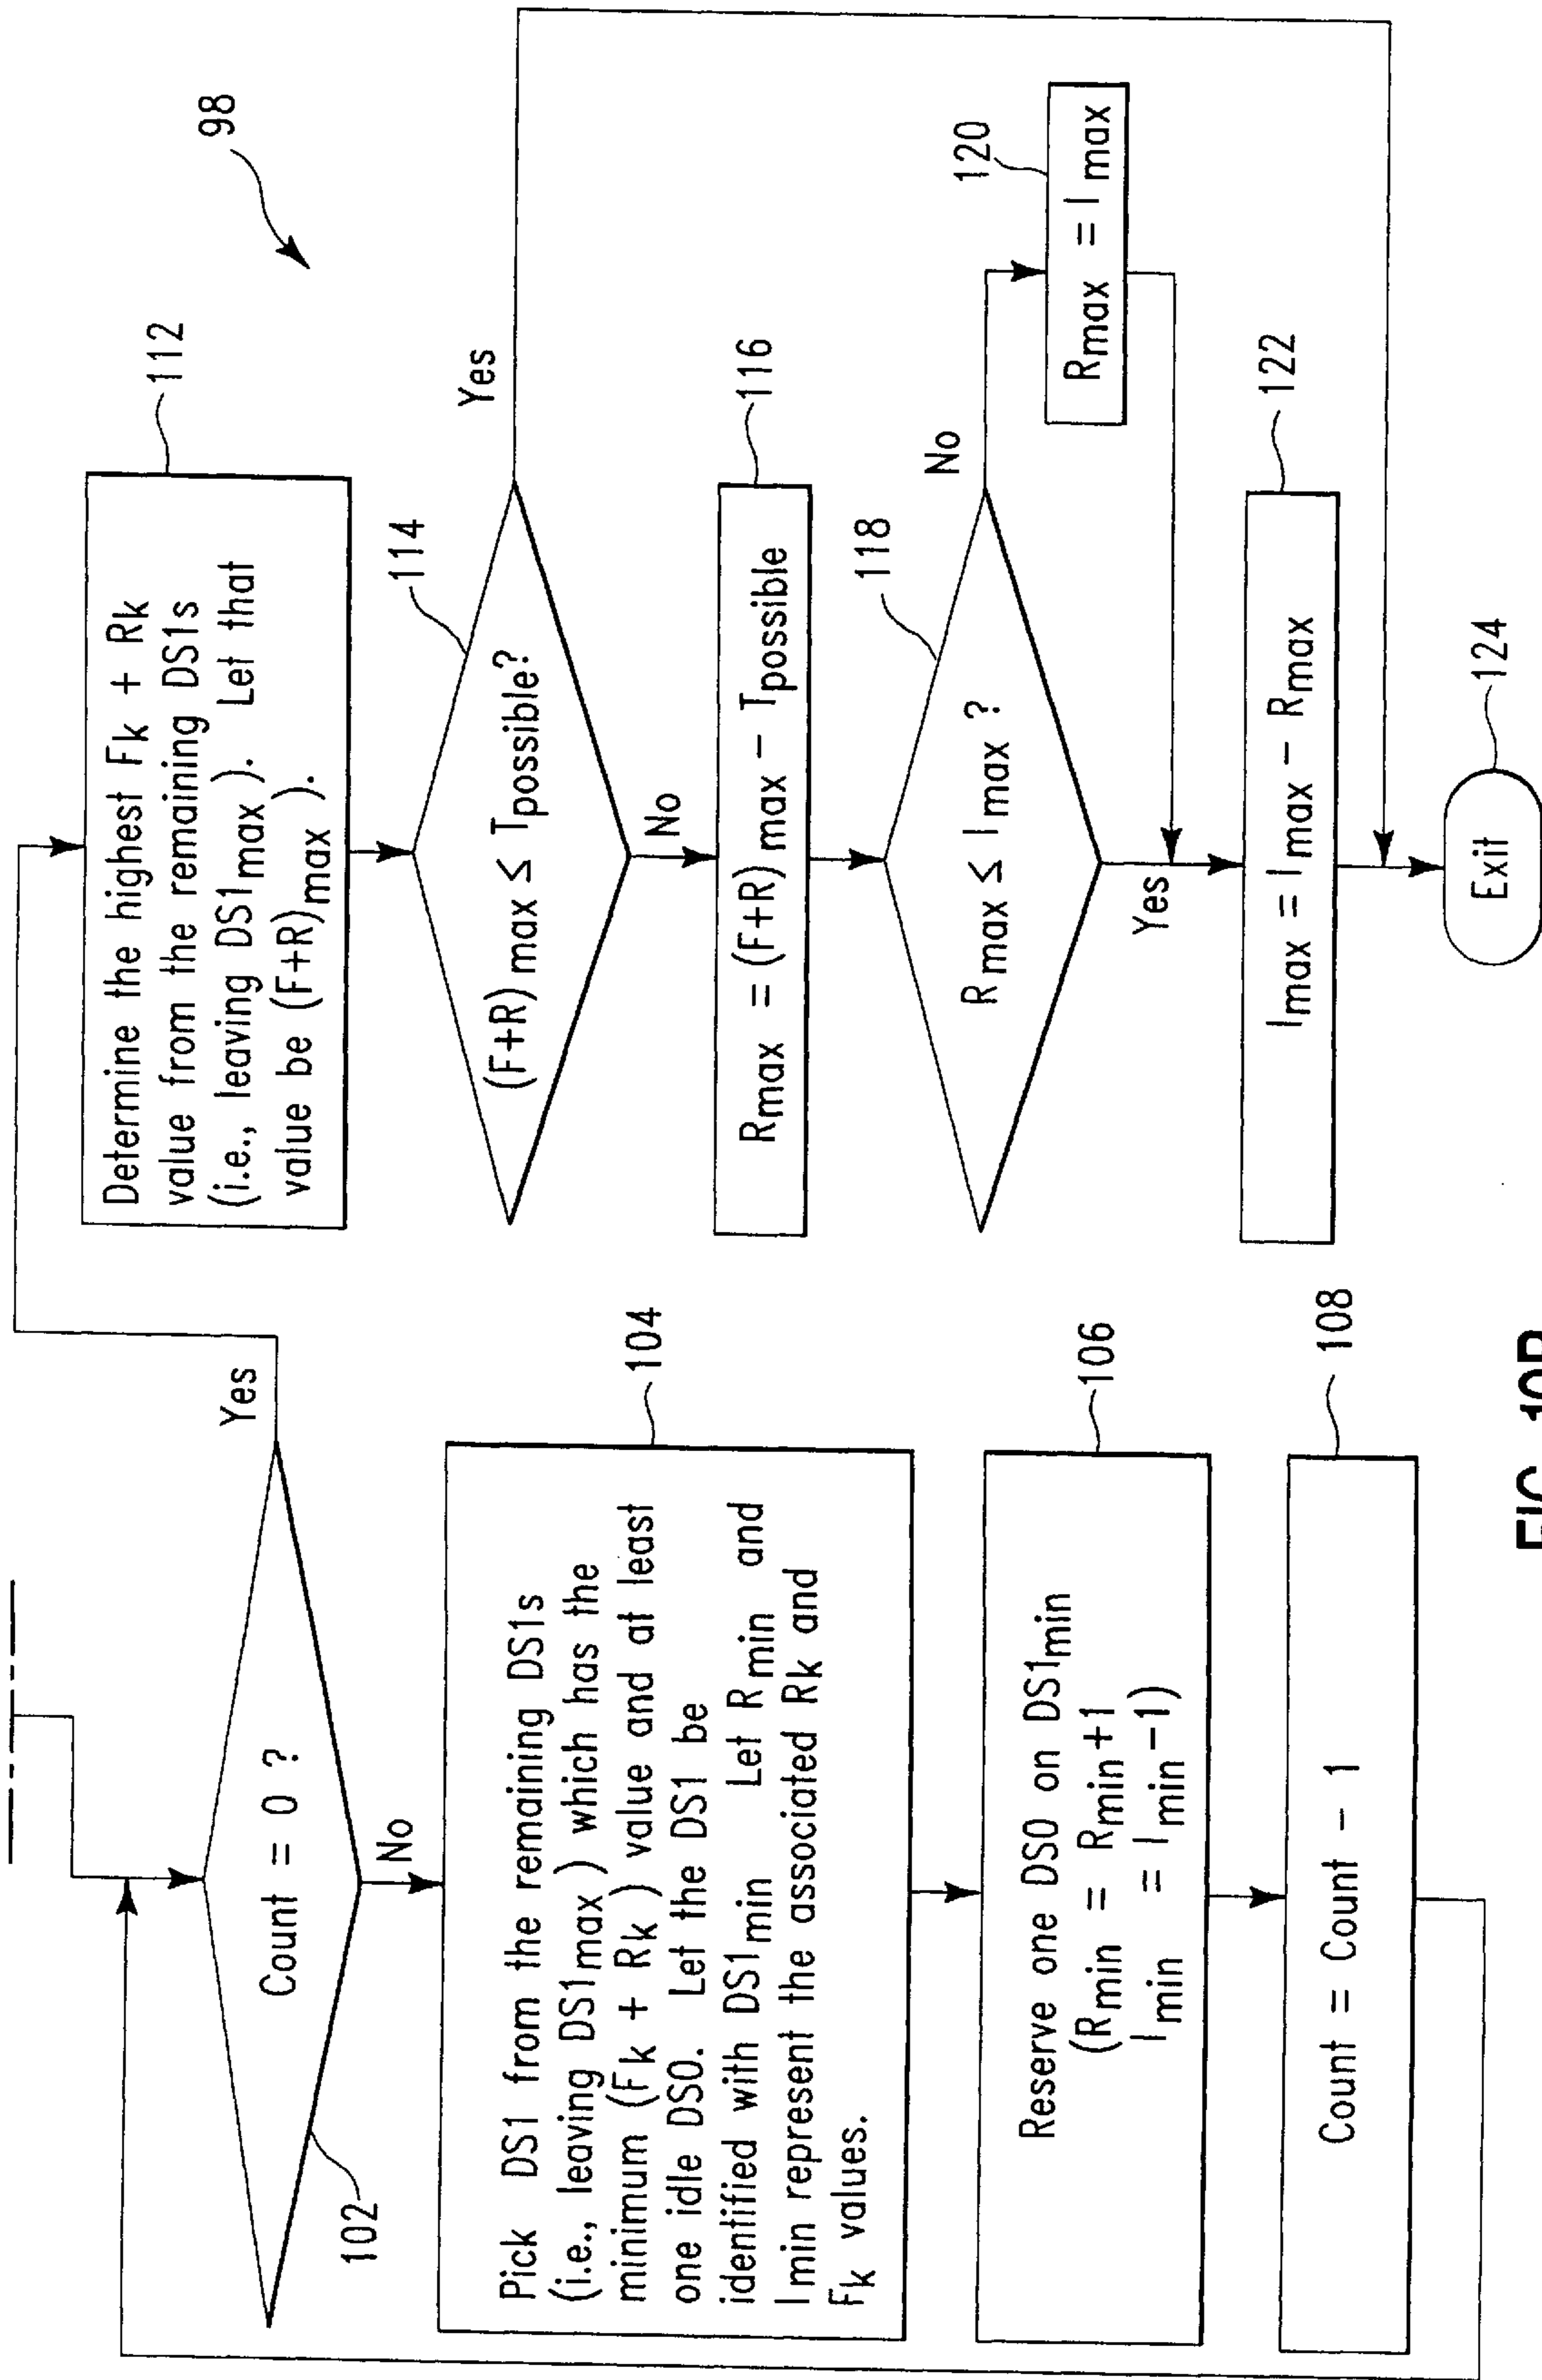 98
Count = 0 ?
102
Yes
No
Pick DS1 from the remaining DS1s
(i.e., leaving DS1max ) which has the
minimum (Fk + Rk ) value and at least
one idle DS0. Let the DS1 be
identified with DS1min Let Rmin and
Imin represent the associated Rk and
Fk values.
104
Reserve one DS0 on DS1min
(Rmin = Rmin+1
Imin = Imin-1)
106
Count = Count - 1
108
Determine the highest Fk + Rk
value from the remaining DS1s
(i.e., leaving DS1max ). Let that
value be (F+R)max ).
112
(F+R)max ≤ Tpossible?
114
Yes
No
Rmax = (F+R)max - Tpossible
116
Rmax ≤ Imax ?
118
No
Yes
Rmax = Imax
120
Imax = Imax - Rmax
122
Exit
124